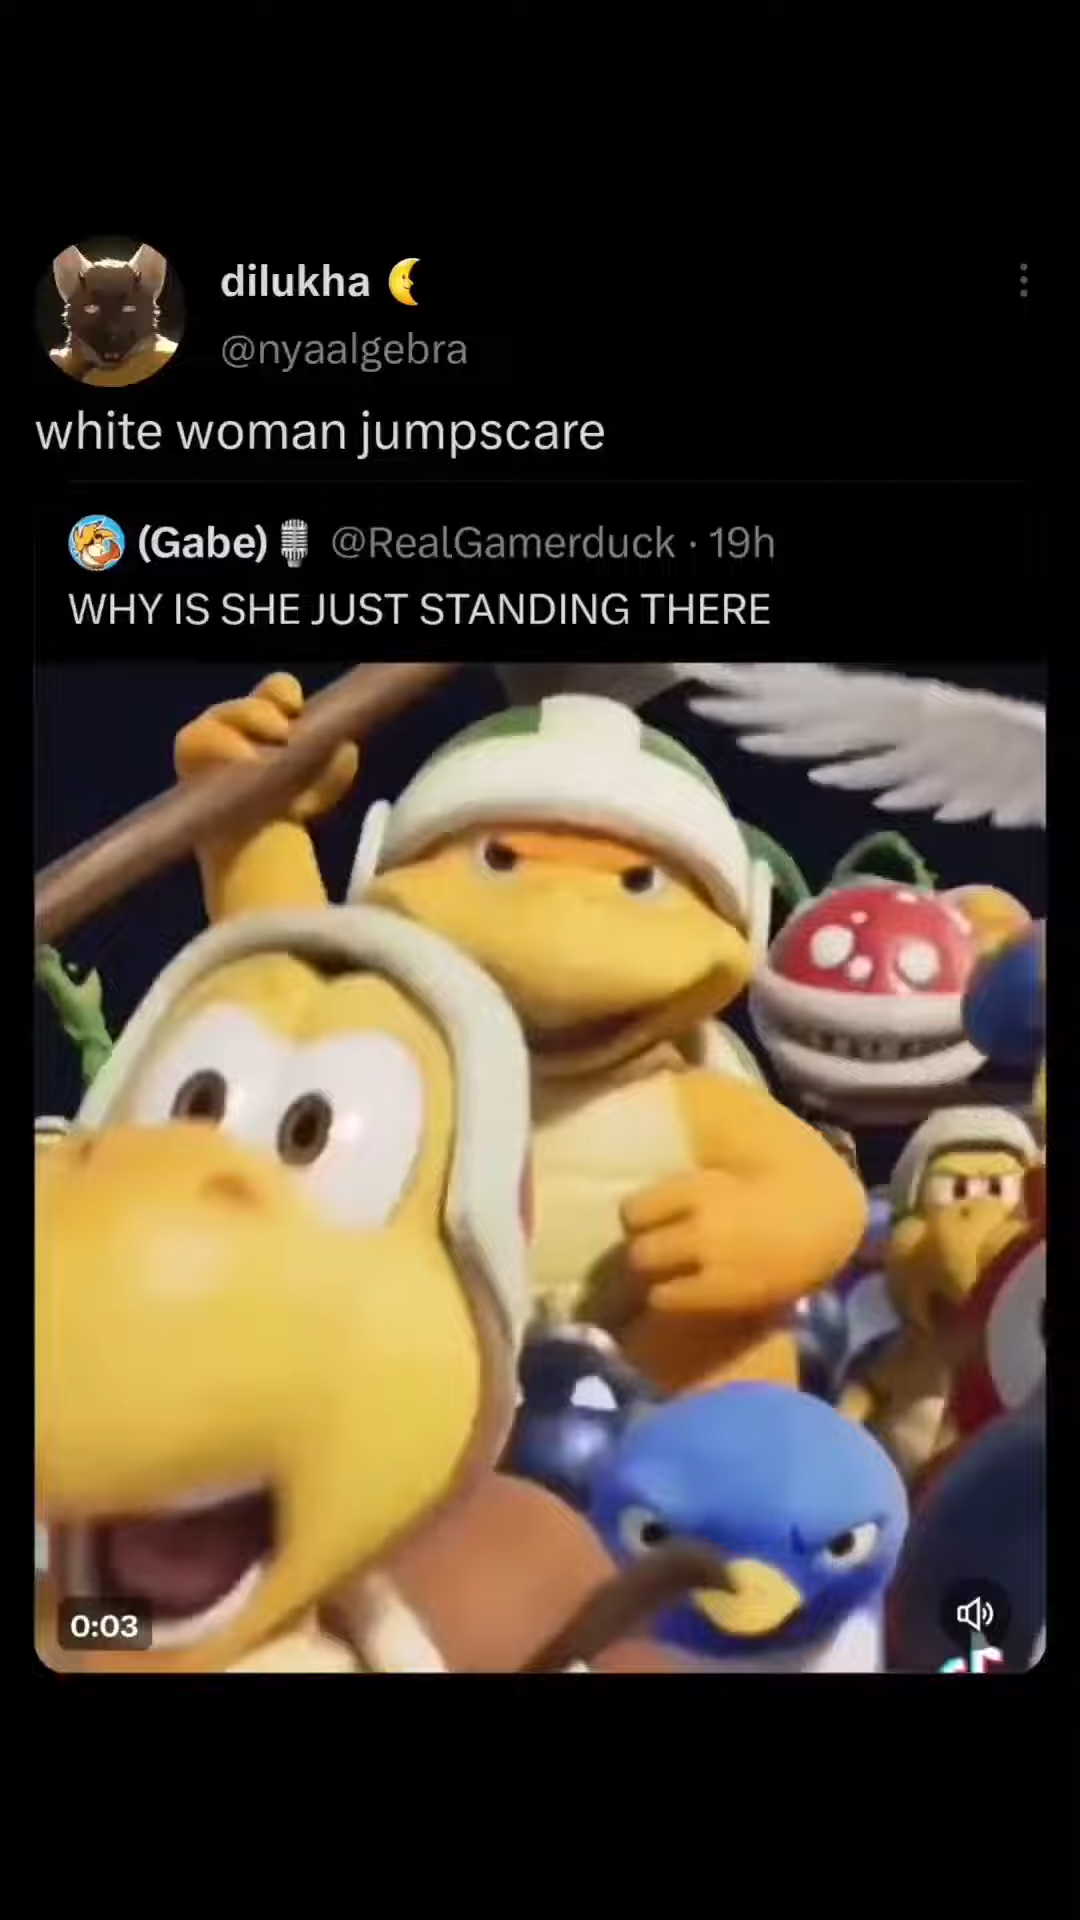 dilukha 🌜
@nyaalgebra
white woman jumpscare
(Gabe)🎙️ @RealGamerduck · 19h
WHY IS SHE JUST STANDING THERE
0:03